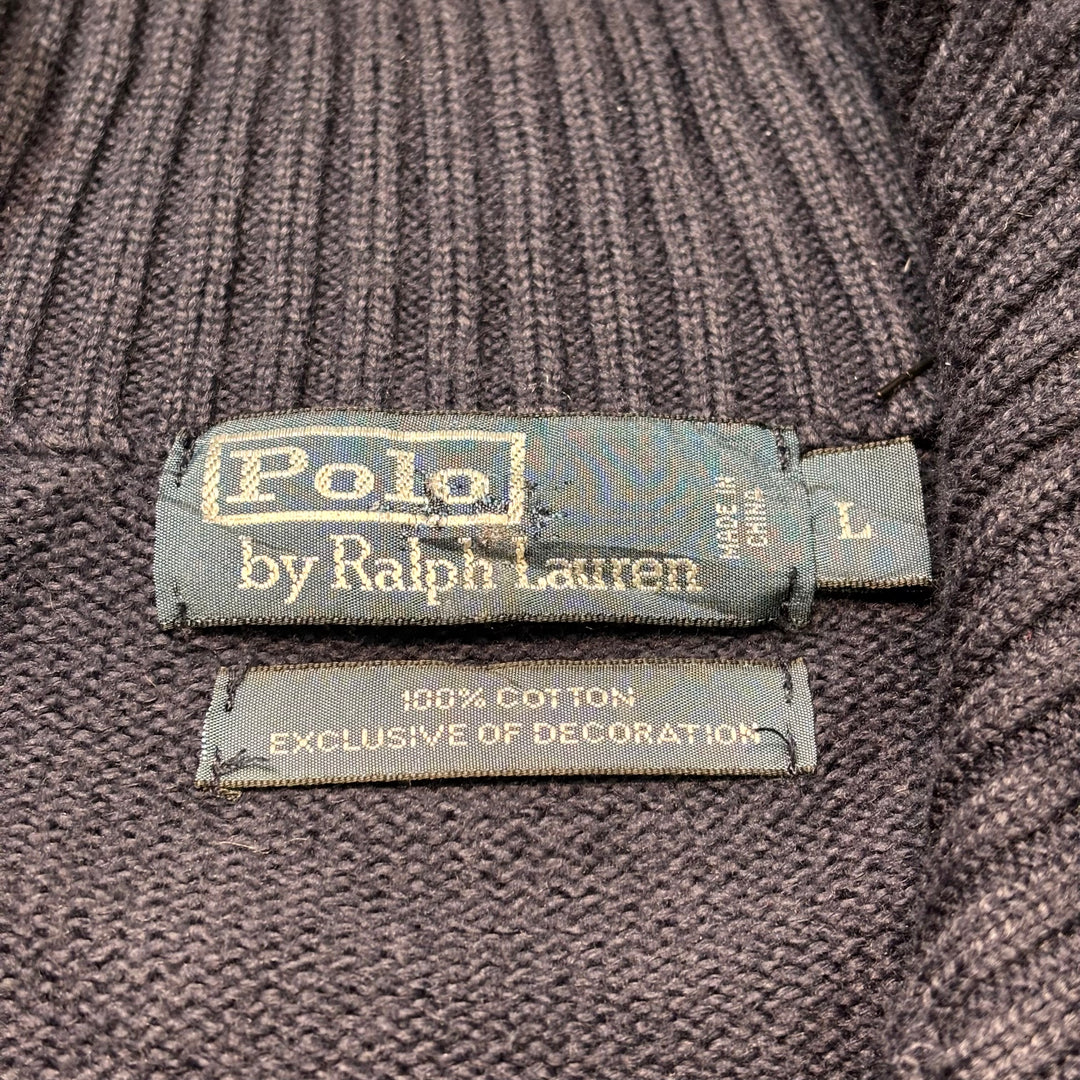 Polo
by Ralph Lauren
MADE IN
CHINA
L
100% COTTON
EXCLUSIVE OF DECORATION